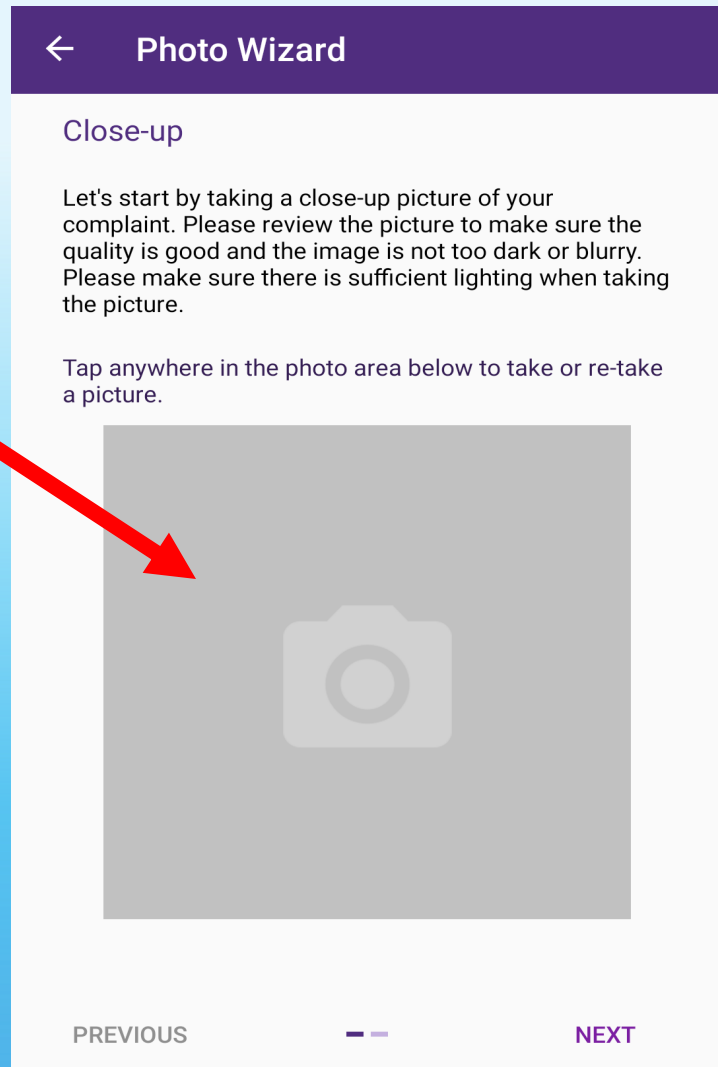 Photo Wizard
Close-up
Let's start by taking a close-up picture of your
complaint. Please review the picture to make sure the
quality is good and the image is not too dark or blurry.
Please make sure there is sufficient lighting when taking
the picture.
Tap anywhere in the photo area below to take or re-take
a picture.
PREVIOUS
NEXT